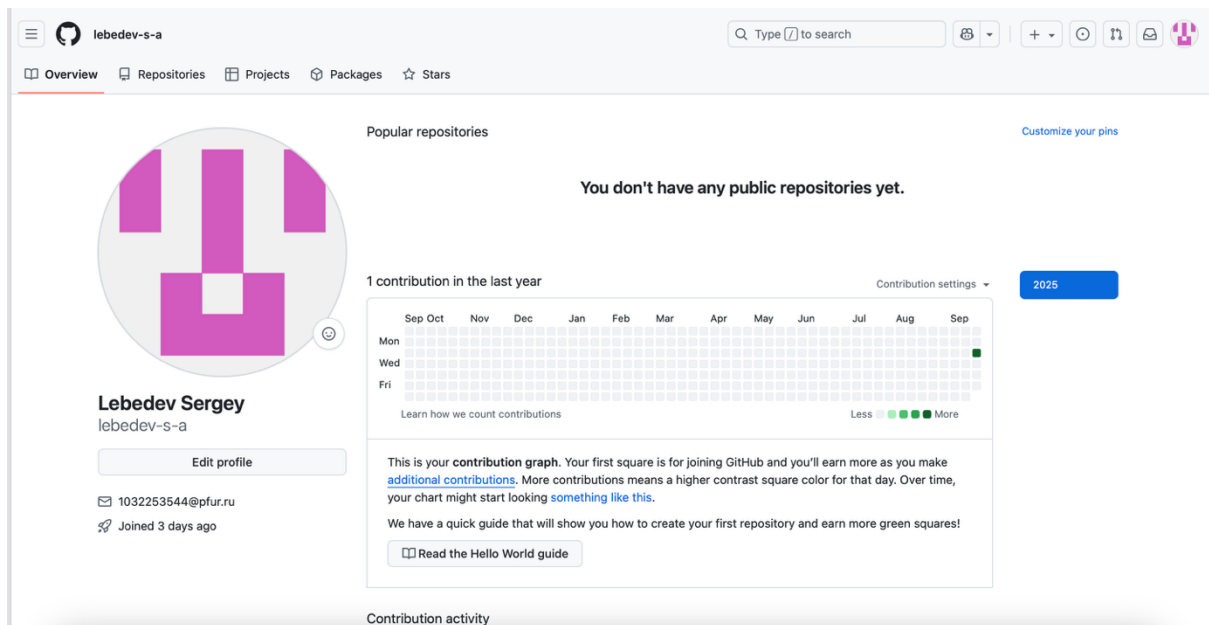 lebedev-s-a
Type / to search
Overview Repositories Projects Packages Stars
Popular repositories
Customize your pins
You don't have any public repositories yet.
1 contribution in the last year
Contribution settings
2025
Sep Oct Nov Dec Jan Feb Mar Apr May Jun Jul Aug Sep
Mon
Wed
Fri
Learn how we count contributions
Less More
Lebedev Sergey
lebedev-s-a
Edit profile
1032253544@pfur.ru
Joined 3 days ago
This is your contribution graph. Your first square is for joining GitHub and you'll earn more as you make
additional contributions. More contributions means a higher contrast square color for that day. Over time,
your chart might start looking something like this.
We have a quick guide that will show you how to create your first repository and earn more green squares!
Read the Hello World guide
Contribution activity